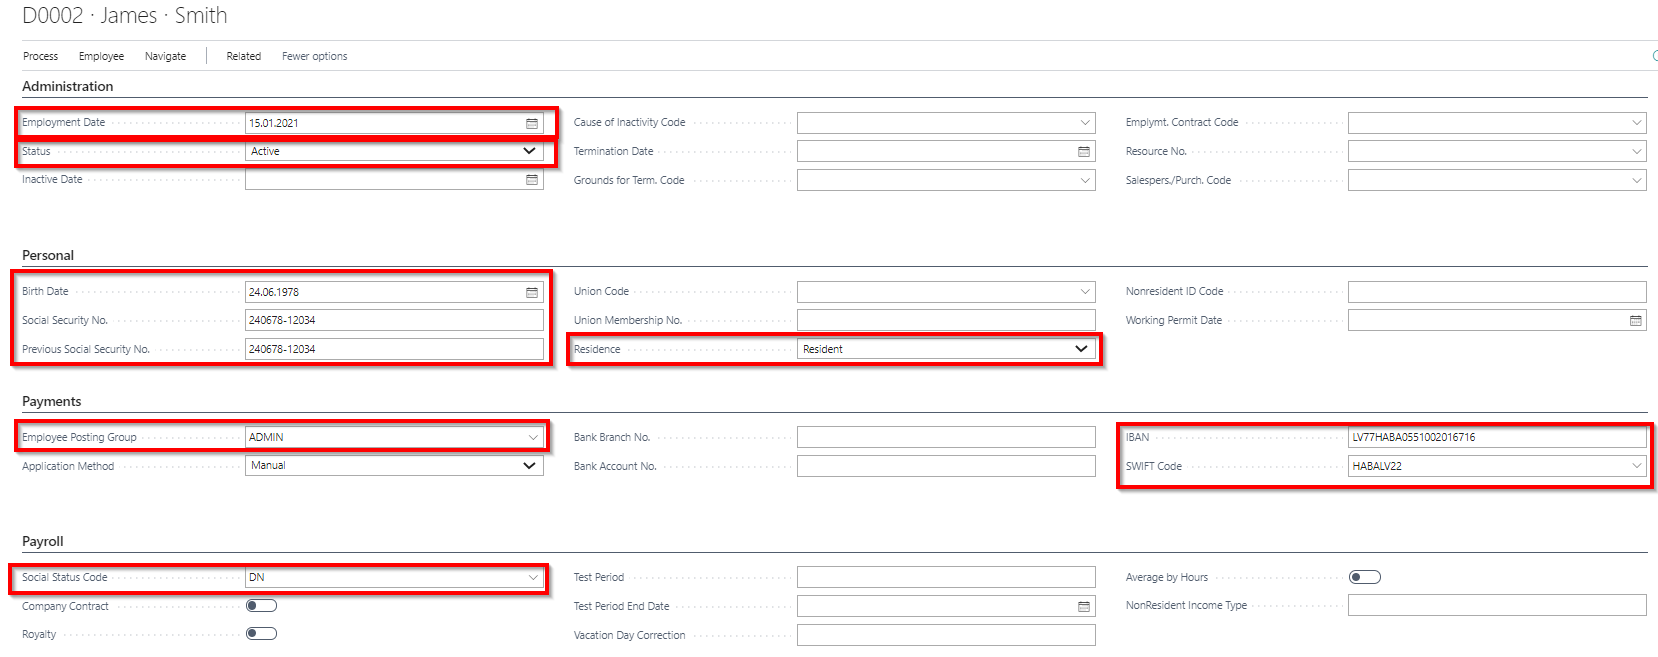 D0002 · James · Smith
Process Employee Navigate Related Fewer options
Administration
Employment Date 15.01.2021 Cause of Inactivity Code Emplymt. Contract Code
Status Active Termination Date Resource No.
Inactive Date Grounds for Term. Code Salespers./Purch. Code
Personal
Birth Date 24.06.1978 Union Code Nonresident ID Code
Social Security No. 240678-12034 Union Membership No. Working Permit Date
Previous Social Security No. 240678-12034 Residence Resident
Payments
Employee Posting Group ADMIN Bank Branch No. IBAN LV77HABA0551002016716
Application Method Manual Bank Account No. SWIFT Code HABALV22
Payroll
Social Status Code DN Test Period Average by Hours
Company Contract Test Period End Date NonResident Income Type
Royalty Vacation Day Correction